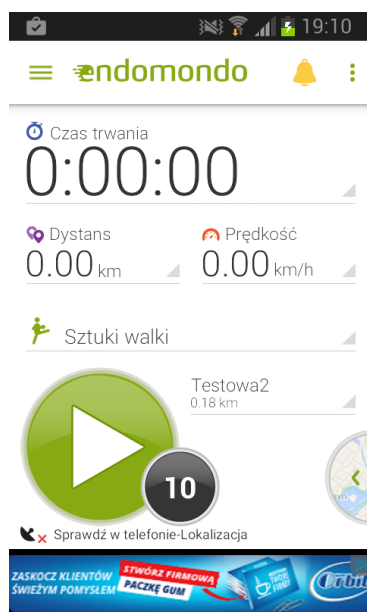 19:10
endomondo
Czas trwania
0:00:00
Dystans
Prędkość
0.00 km
0.00 km/h
Sztuki walki
Testowa2
0.18 km
10
Sprawdź w telefonie-Lokalizacja
ZASKOCZ KLIENTÓW
ŚWIEŻYM POMYSŁEM
STWÓRZ FIRMOWĄ
PACZKĘ GUM
Orbit